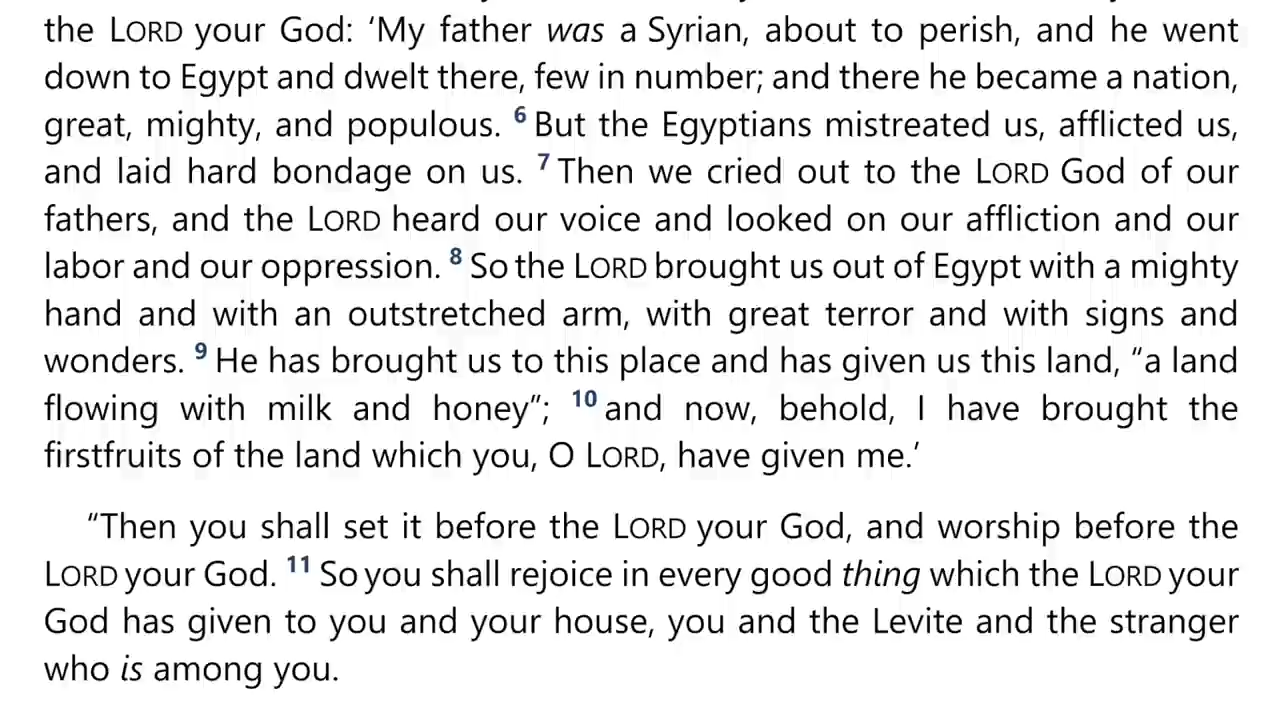 the LORD your God: ‘My father was a Syrian, about to perish, and he went
down to Egypt and dwelt there, few in number; and there he became a nation,
great, mighty, and populous. 6 But the Egyptians mistreated us, afflicted us,
and laid hard bondage on us. 7 Then we cried out to the LORD God of our
fathers, and the LORD heard our voice and looked on our affliction and our
labor and our oppression. 8 So the LORD brought us out of Egypt with a mighty
hand and with an outstretched arm, with great terror and with signs and
wonders. 9 He has brought us to this place and has given us this land, “a land
flowing with milk and honey”; 10 and now, behold, I have brought the
firstfruits of the land which you, O LORD, have given me.’
“Then you shall set it before the LORD your God, and worship before the
LORD your God. 11 So you shall rejoice in every good thing which the LORD your
God has given to you and your house, you and the Levite and the stranger
who is among you.